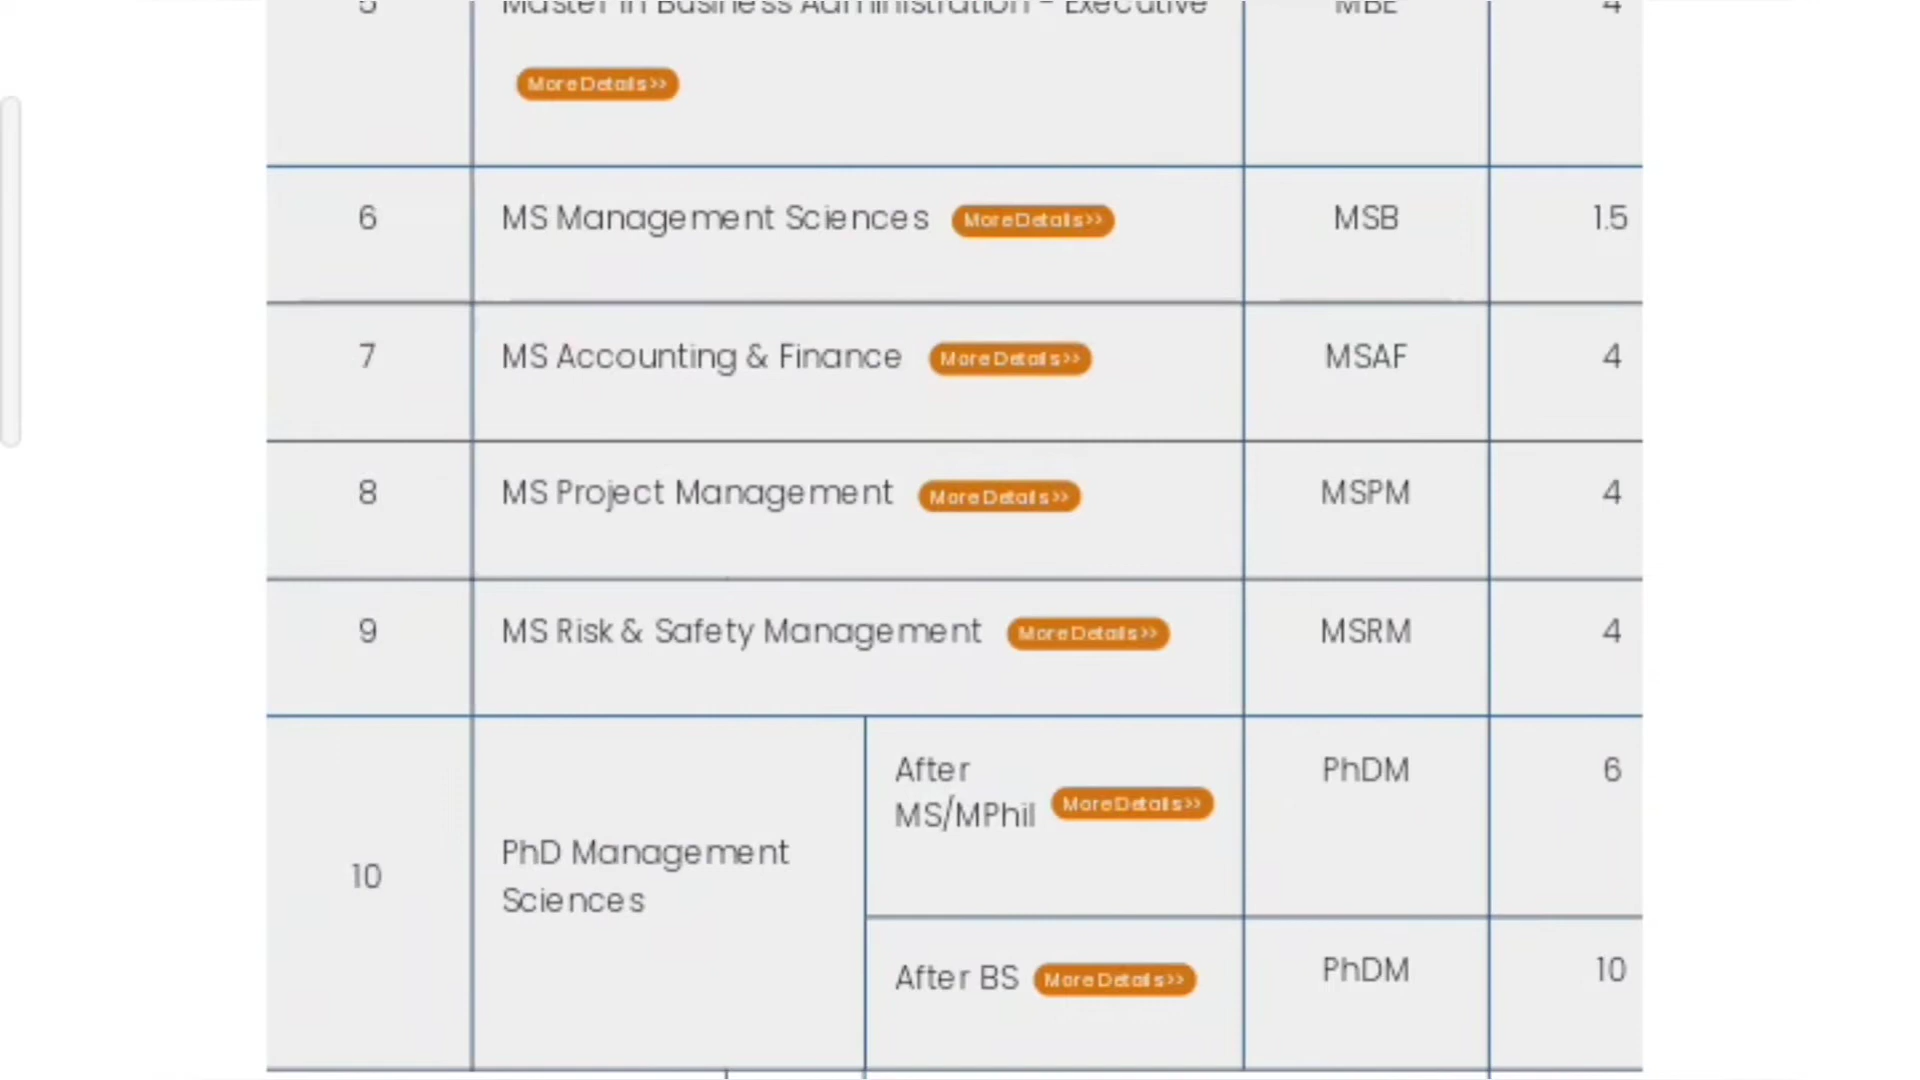 5 Master in Business Administration - Executive MBE 4
More Details >>
6 MS Management Sciences More Details >> MSB 1.5
7 MS Accounting & Finance More Details >> MSAF 4
8 MS Project Management More Details >> MSPM 4
9 MS Risk & Safety Management More Details >> MSRM 4
10 PhD Management
Sciences
After
MS/MPhil More Details >> PhDM 6
After BS More Details >> PhDM 10